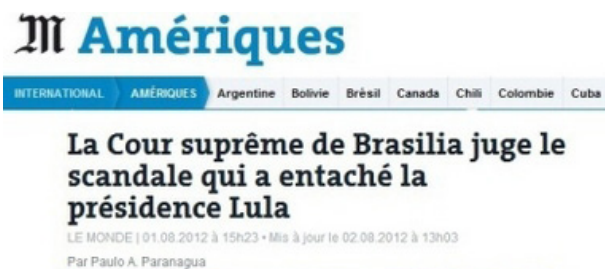 M Amériques
INTERNATIONAL AMÉRIQUES Argentine Bolivie Brésil Canada Chili Colombie Cuba
La Cour suprême de Brasilia juge le
scandale qui a entaché la
présidence Lula
LE MONDE | 01.08.2012 à 15h23 • Mis à jour le 02.08.2012 à 13h03
Par Paulo A. Paranagua